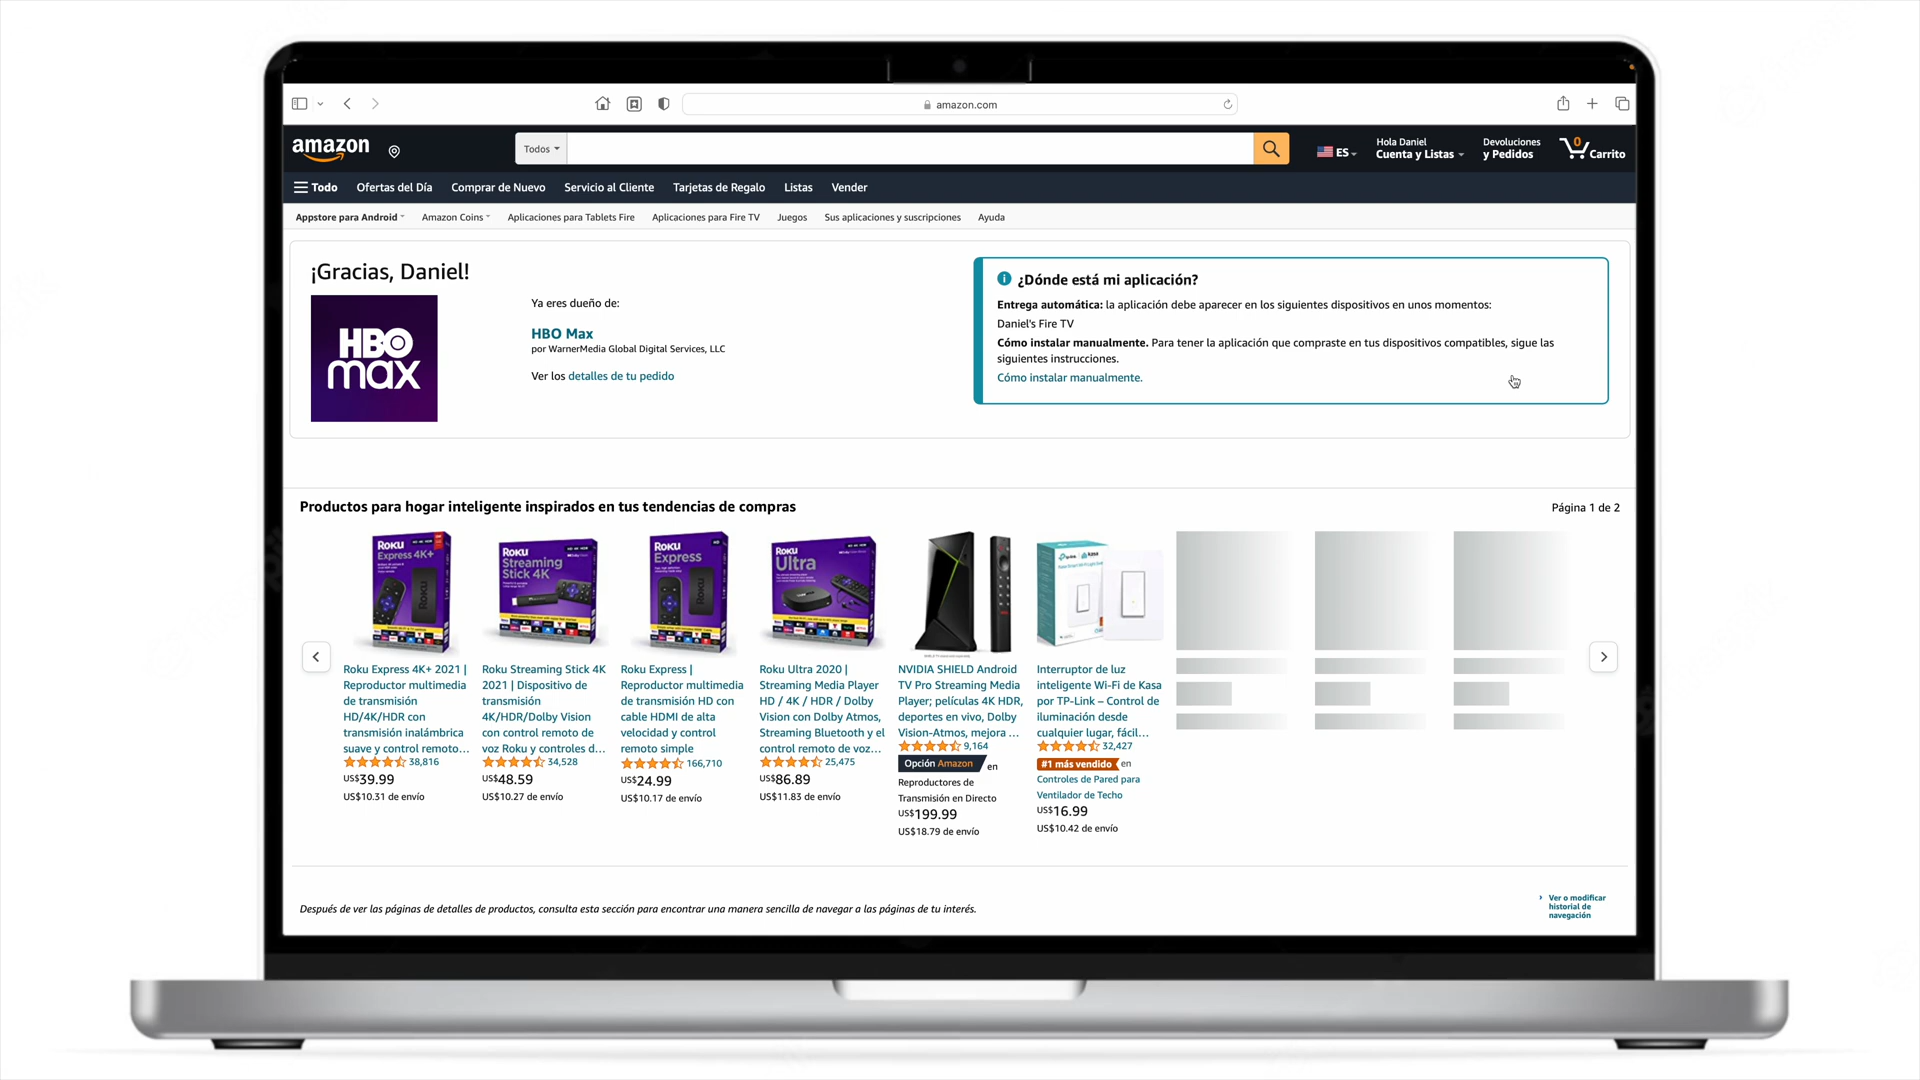 amazon.com
amazon
Todos
ES
Hola Daniel
Cuenta y Listas
Devoluciones
y Pedidos
0
Carrito
Todo
Ofertas del Día
Comprar de Nuevo
Servicio al Cliente
Tarjetas de Regalo
Listas
Vender
Appstore para Android
Amazon Coins
Aplicaciones para Tablets Fire
Aplicaciones para Fire TV
Juegos
Sus aplicaciones y suscripciones
Ayuda
¡Gracias, Daniel!
HBO
max
Ya eres dueño de:
HBO Max
por WarnerMedia Global Digital Services, LLC
Ver los detalles de tu pedido
¿Dónde está mi aplicación?
Entrega automática: la aplicación debe aparecer en los siguientes dispositivos en unos momentos:
Daniel's Fire TV
Cómo instalar manualmente. Para tener la aplicación que compraste en tus dispositivos compatibles, sigue las
siguientes instrucciones.
Cómo instalar manualmente.
Productos para hogar inteligente inspirados en tus tendencias de compras
Página 1 de 2
Roku
Express 4K+
Roku
Streaming
Stick 4K
Roku
Express
Roku
Ultra
Roku Express 4K+ 2021 |
Reproductor multimedia
de transmisión
HD/4K/HDR con
transmisión inalámbrica
suave y control remoto...
38,816
US$39.99
US$10.31 de envío
Roku Streaming Stick 4K
2021 | Dispositivo de
transmisión
4K/HDR/Dolby Vision
con control remoto de
voz Roku y controles d...
34,528
US$48.59
US$10.27 de envío
Roku Express |
Reproductor multimedia
de transmisión HD con
cable HDMI de alta
velocidad y control
remoto simple
166,710
US$24.99
US$10.17 de envío
Roku Ultra 2020 |
Streaming Media Player
HD / 4K / HDR / Dolby
Vision con Dolby Atmos,
Streaming Bluetooth y el
control remoto de voz...
25,475
US$86.89
US$11.83 de envío
NVIDIA SHIELD Android
TV Pro Streaming Media
Player; películas 4K HDR,
deportes en vivo, Dolby
Vision-Atmos, mejora ...
9,164
Opción Amazon en
Reproductores de
Transmisión en Directo
US$199.99
US$18.79 de envío
Interruptor de luz
inteligente Wi-Fi de Kasa
por TP-Link – Control de
iluminación desde
cualquier lugar, fácil...
32,427
#1 más vendido en
Controles de Pared para
Ventilador de Techo
US$16.99
US$10.42 de envío
Después de ver las páginas de detalles de productos, consulta esta sección para encontrar una manera sencilla de navegar a las páginas de tu interés.
Ver o modificar
historial de
navegación